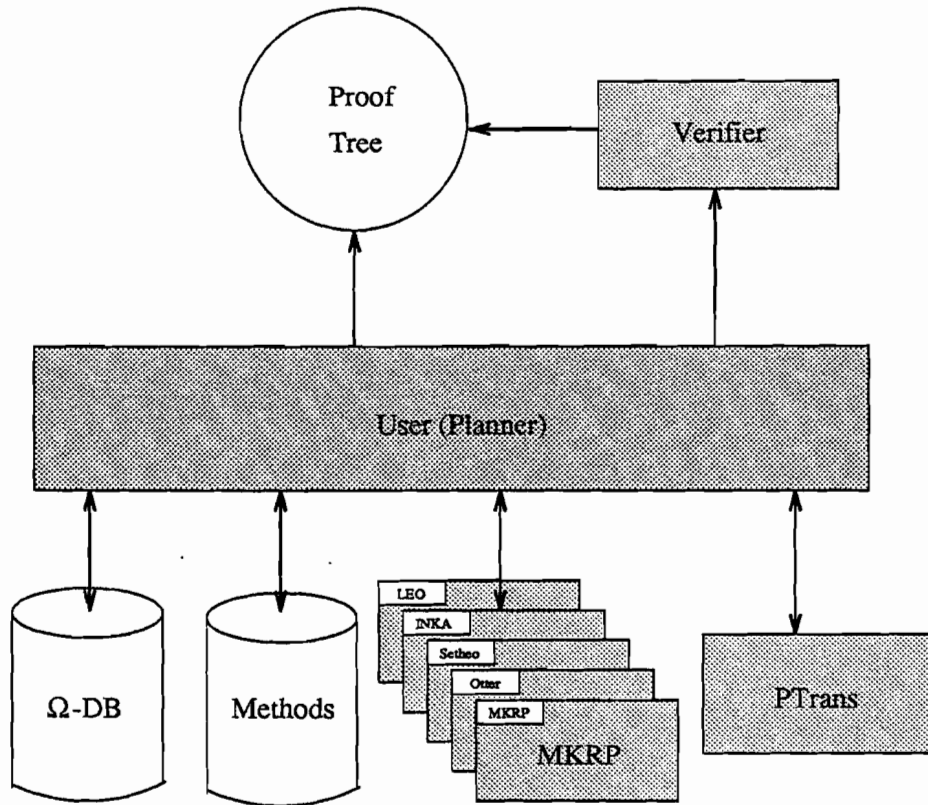 Proof
Tree
Verifier
User (Planner)
Ω-DB
Methods
LEO
INKA
Setheo
Otter
MKRP
MKRP
PTrans